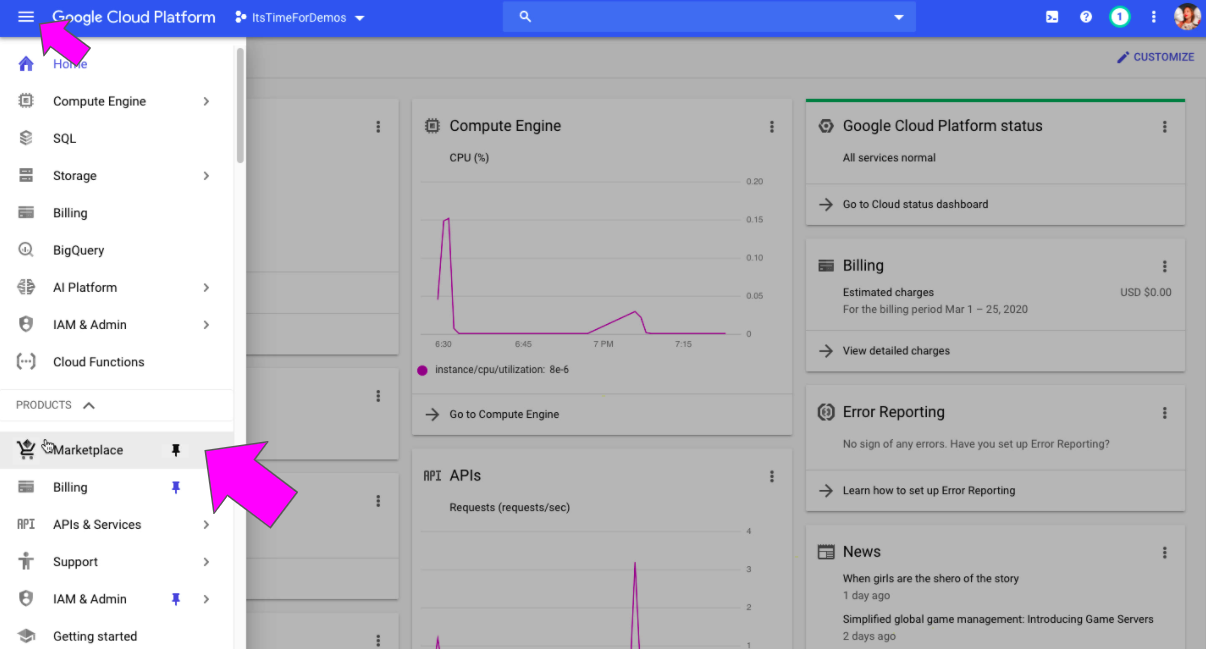 Google Cloud Platform
ItsTimeForDemos
1
CUSTOMIZE
Home
Compute Engine
SQL
Storage
Billing
BigQuery
AI Platform
IAM & Admin
Cloud Functions
PRODUCTS
Marketplace
Billing
API APIs & Services
Support
IAM & Admin
Getting started
Compute Engine
CPU (%)
0.20
0.15
0.10
0.05
0
6:30 6:45 7 PM 7:15
instance/cpu/utilization: 8e-6
Go to Compute Engine
API APIs
Requests (requests/sec)
4
3
2
1
Google Cloud Platform status
All services normal
Go to Cloud status dashboard
Billing
Estimated charges USD $0.00
For the billing period Mar 1 – 25, 2020
View detailed charges
Error Reporting
No sign of any errors. Have you set up Error Reporting?
Learn how to set up Error Reporting
News
When girls are the shero of the story
1 day ago
Simplified global game management: Introducing Game Servers
2 days ago